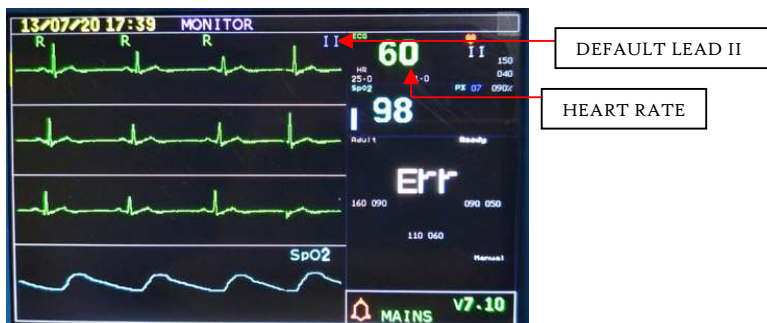 13/07/20 17:39 MONITOR
R R R II
ECG
60
II
HR
150
040
SpO2
PI 07 090%
98
Adult Ready
Err
160 090 090 050
110 060
Manual
SpO2
MAINS V7.10
DEFAULT LEAD II
HEART RATE